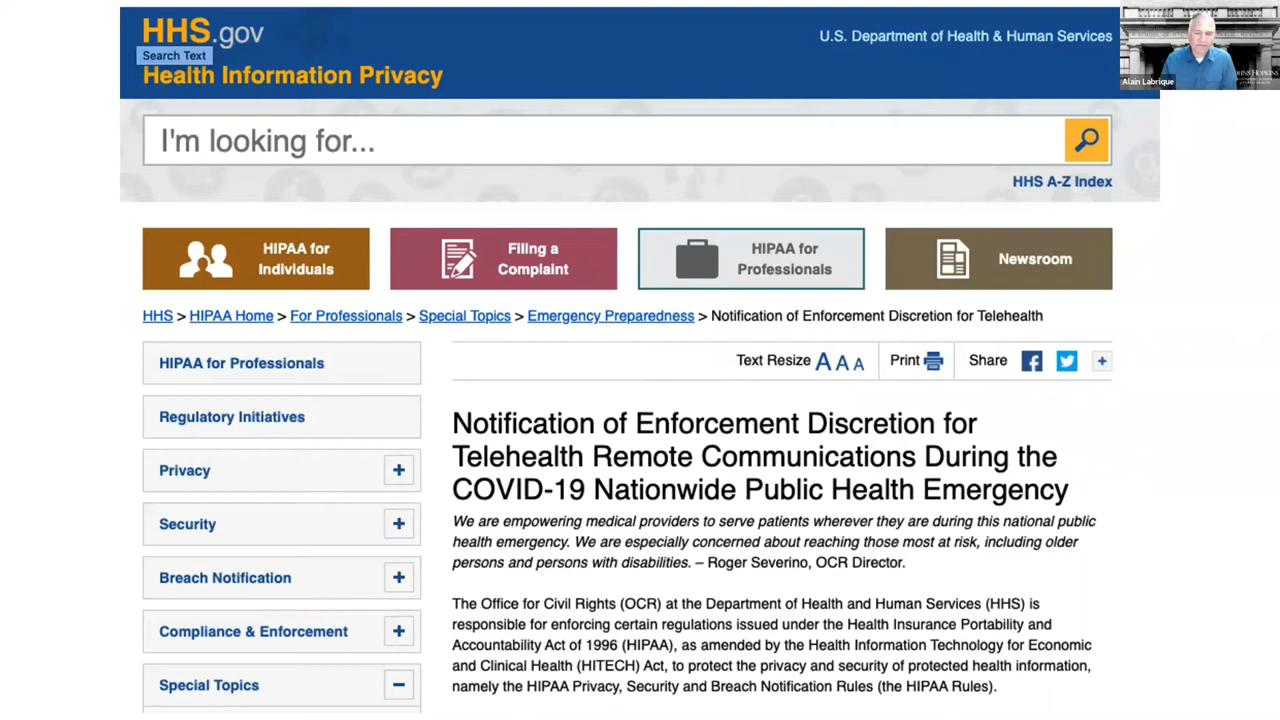 HHS.gov
U.S. Department of Health & Human Services
Search Text
Health Information Privacy
Alain Labrique
JOHNS HOPKINS
I'm looking for...
HHS A-Z Index
HIPAA for
Individuals
Filing a
Complaint
HIPAA for
Professionals
Newsroom
HHS > HIPAA Home > For Professionals > Special Topics > Emergency Preparedness > Notification of Enforcement Discretion for Telehealth
Text Resize A A A
Print
Share
+
HIPAA for Professionals
Regulatory Initiatives
Privacy +
Security +
Breach Notification +
Compliance & Enforcement +
Special Topics −
Notification of Enforcement Discretion for
Telehealth Remote Communications During the
COVID-19 Nationwide Public Health Emergency
We are empowering medical providers to serve patients wherever they are during this national public
health emergency. We are especially concerned about reaching those most at risk, including older
persons and persons with disabilities. – Roger Severino, OCR Director.
The Office for Civil Rights (OCR) at the Department of Health and Human Services (HHS) is
responsible for enforcing certain regulations issued under the Health Insurance Portability and
Accountability Act of 1996 (HIPAA), as amended by the Health Information Technology for Economic
and Clinical Health (HITECH) Act, to protect the privacy and security of protected health information,
namely the HIPAA Privacy, Security and Breach Notification Rules (the HIPAA Rules).